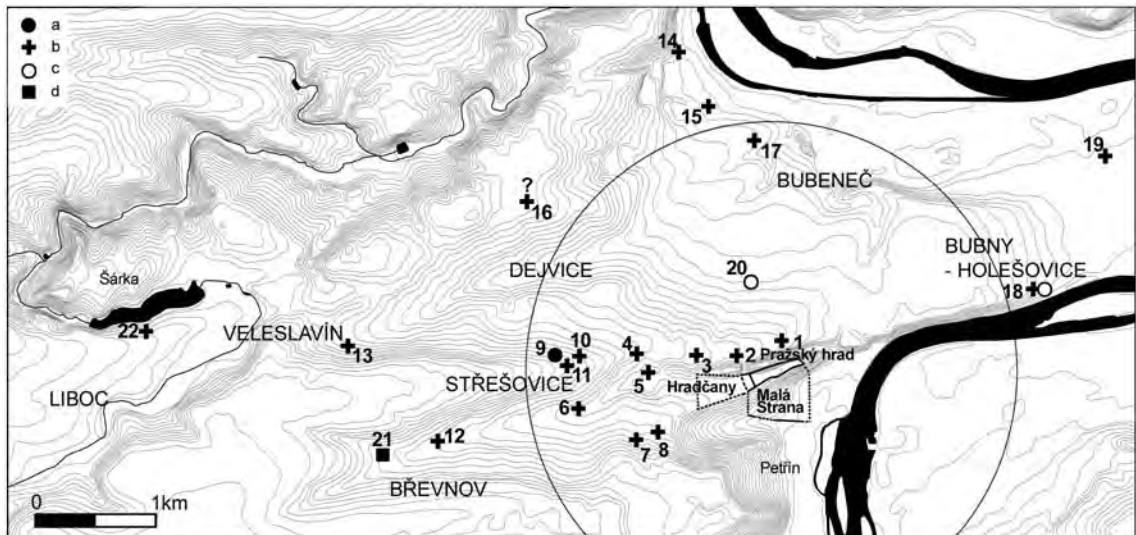 a
b
c
d
14
15
17
19
BUBENEČ
?
16
DEJVICE
20
BUBNY
- HOLEŠOVICE
18
Šárka
22
VELESLAVÍN
13
9
10
11
4
5
3
2
1
Pražský hrad
STŘEŠOVICE
Hradčany
Malá
Strana
LIBOC
6
7
8
21
12
BŘEVNOV
Petřín
0
1km